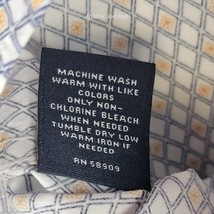 MACHINE WASH
WARM WITH LIKE
COLORS
ONLY NON-
CHLORINE BLEACH
WHEN NEEDED
TUMBLE DRY LOW
WARM IRON IF
NEEDED
RN 58909